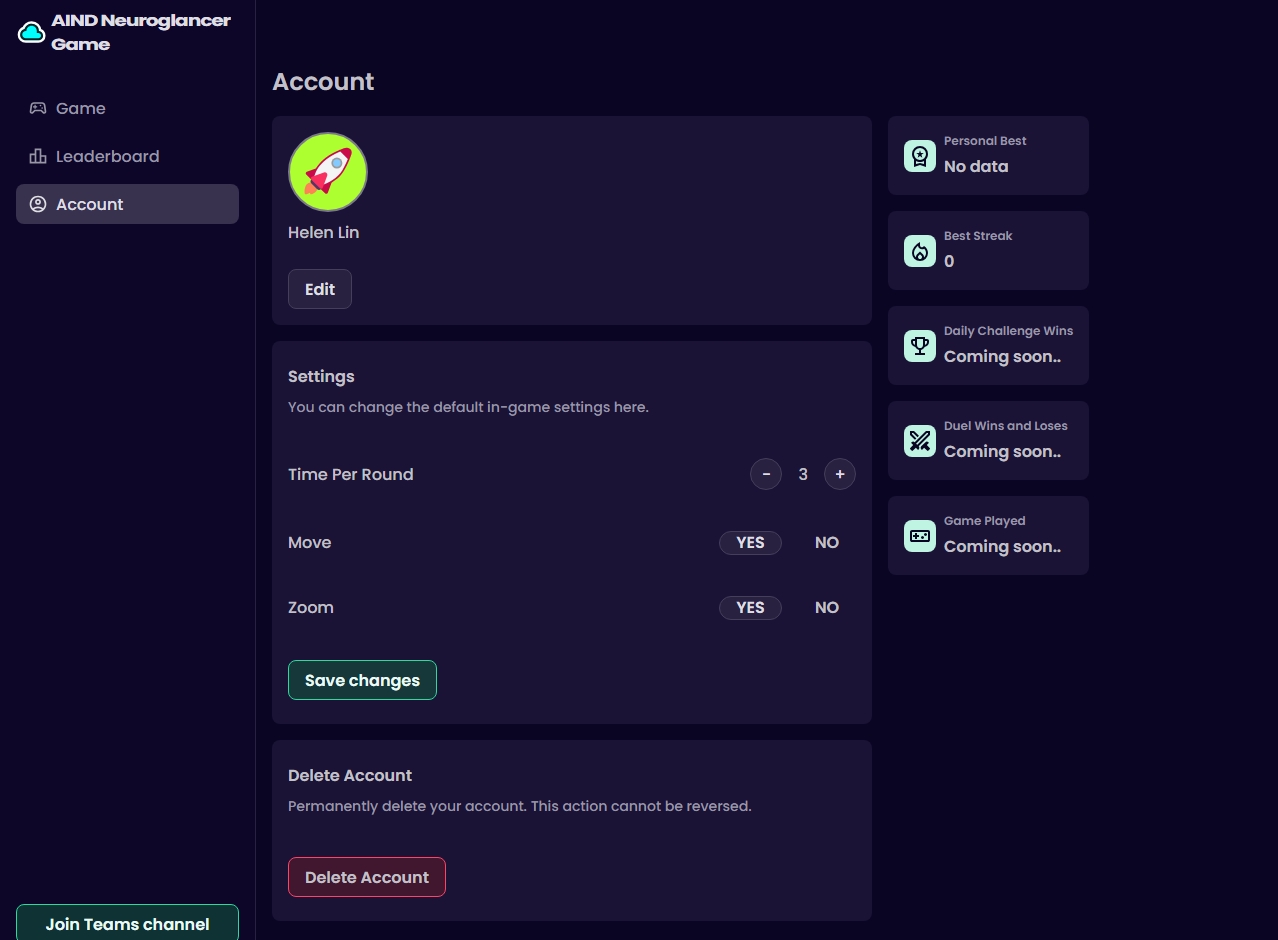 AIND Neuroglancer
Game
Game
Leaderboard
Account
Join Teams channel
Account
Helen Lin
Edit
Settings
You can change the default in-game settings here.
Time Per Round
- 3 +
Move
YES NO
Zoom
YES NO
Save changes
Delete Account
Permanently delete your account. This action cannot be reversed.
Delete Account
Personal Best
No data
Best Streak
0
Daily Challenge Wins
Coming soon..
Duel Wins and Loses
Coming soon..
Game Played
Coming soon..